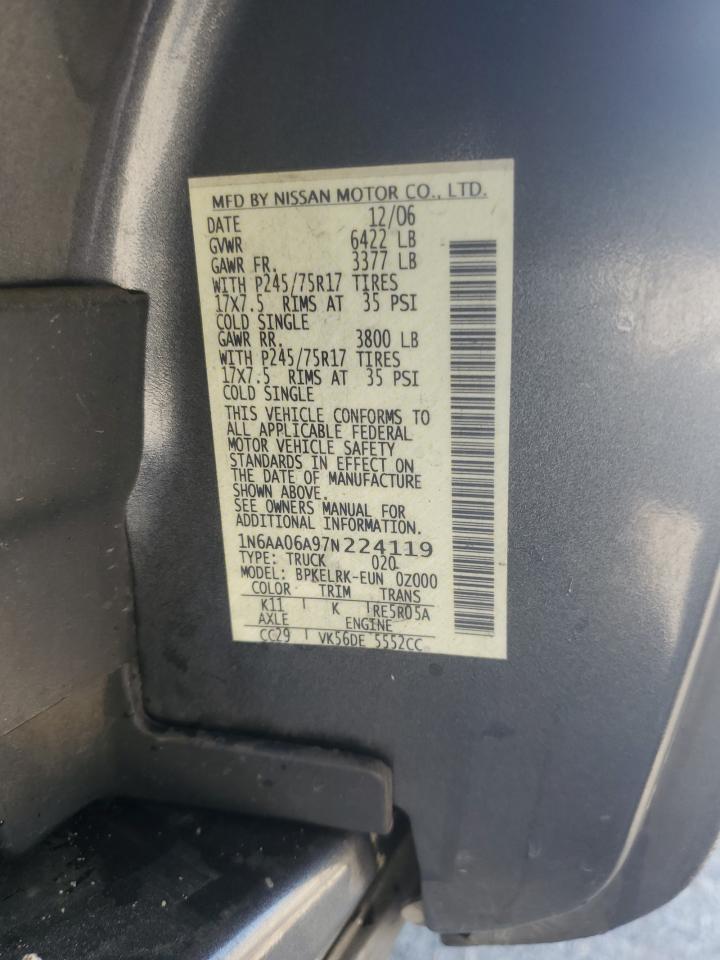 MFD BY NISSAN MOTOR CO., LTD.
DATE 12/06
GVWR 6422 LB
GAWR FR. 3377 LB
WITH P245/75R17 TIRES
17X7.5 RIMS AT 35 PSI
COLD SINGLE
GAWR RR. 3800 LB
WITH P245/75R17 TIRES
17X7.5 RIMS AT 35 PSI
COLD SINGLE
THIS VEHICLE CONFORMS TO
ALL APPLICABLE FEDERAL
MOTOR VEHICLE SAFETY
STANDARDS IN EFFECT ON
THE DATE OF MANUFACTURE
SHOWN ABOVE.
SEE OWNERS MANUAL FOR
ADDITIONAL INFORMATION.
1N6AA06A97N224119
TYPE: TRUCK 020
MODEL: BPKELRK-EUN 0Z000
COLOR TRIM TRANS
K11 K RE5R05A
AXLE ENGINE
CC29 VK56DE 5552CC